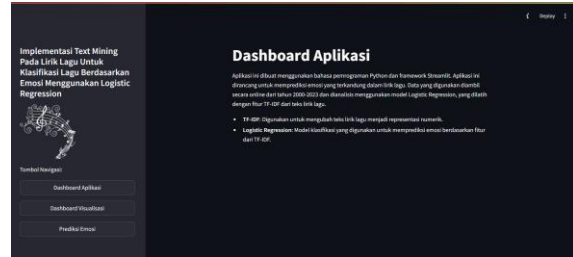 Deploy
Implementasi Text Mining
Pada Lirik Lagu Untuk
Klasifikasi Lagu Berdasarkan
Emosi Menggunakan Logistic
Regression
Tombol Navigasi
Dashboard Aplikasi
Dashboard Visualisasi
Prediksi Emosi
Dashboard Aplikasi
Aplikasi ini dibuat menggunakan bahasa pemrograman Python dan framework Streamlit. Aplikasi ini
dirancang untuk memprediksi emosi yang terkandung dalam lirik lagu. Data yang digunakan diambil
secara online dari tahun 2000-2023 dan dianalisis menggunakan model Logistic Regression, yang dilatih
dengan fitur TF-IDF dari teks lirik lagu.
• TF-IDF: Digunakan untuk mengubah teks lirik lagu menjadi representasi numerik.
• Logistic Regression: Model klasifikasi yang digunakan untuk memprediksi emosi berdasarkan fitur
dari TF-IDF.